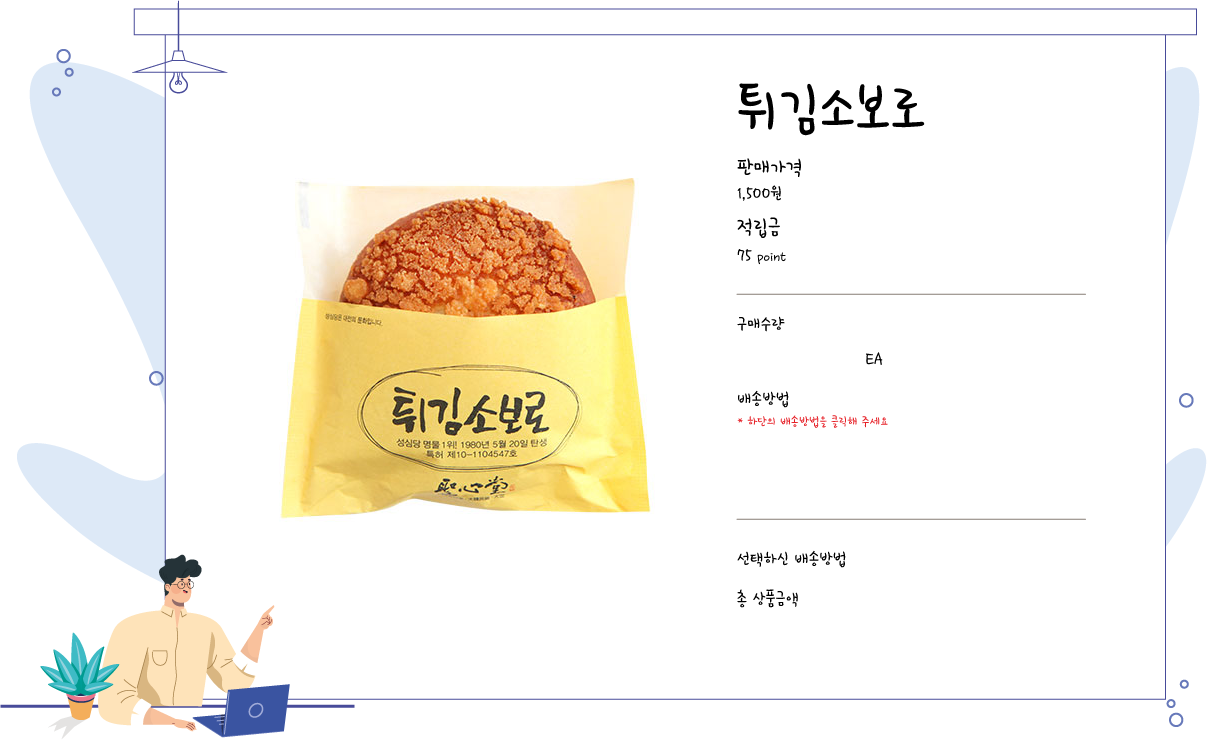 튀김소보로
판매가격
1,500원
적립금
75 point
성심당은 대전의 문화입니다.
구매수량
EA
배송방법
* 하단의 배송방법을 클릭해 주세요
튀김소보로
성심당 명물 1위! 1980년 5월 20일 탄생
특허 제10-1104547호
聖心堂
선택하신 배송방법
총 상품금액